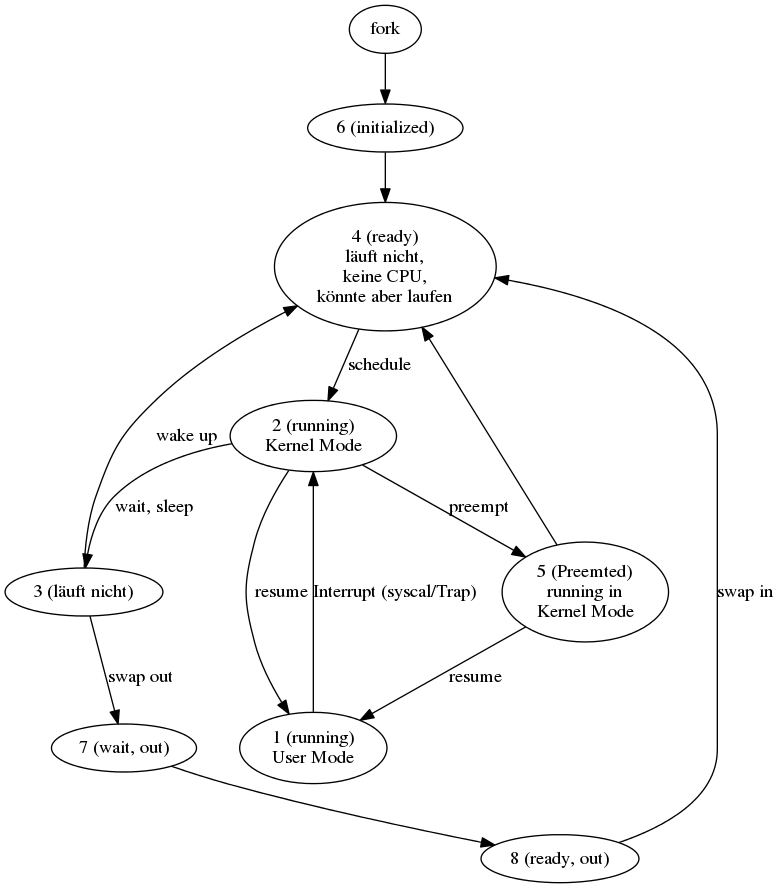 fork
6 (initialized)
4 (ready)
läuft nicht,
keine CPU,
könnte aber laufen
schedule
2 (running)
Kernel Mode
wake up
wait, sleep
preempt
5 (Preemted)
running in
Kernel Mode
3 (läuft nicht)
resume
Interrupt (syscal/Trap)
swap in
swap out
resume
7 (wait, out)
1 (running)
User Mode
8 (ready, out)